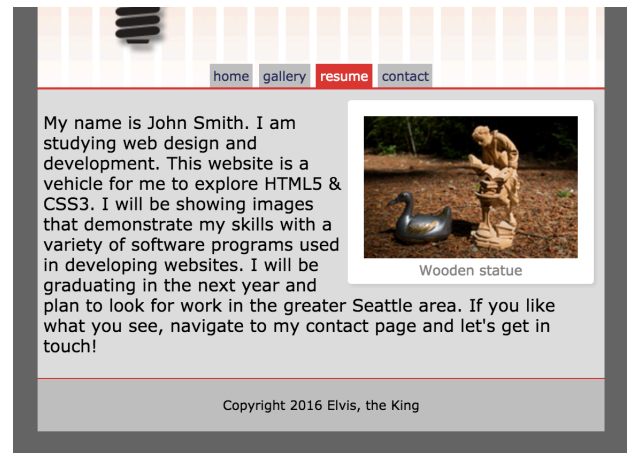 home gallery resume contact
My name is John Smith. I am
studying web design and
development. This website is a
vehicle for me to explore HTML5 &
CSS3. I will be showing images
that demonstrate my skills with a
variety of software programs used
in developing websites. I will be
graduating in the next year and
plan to look for work in the greater Seattle area. If you like
what you see, navigate to my contact page and let's get in
touch!
Wooden statue
Copyright 2016 Elvis, the King